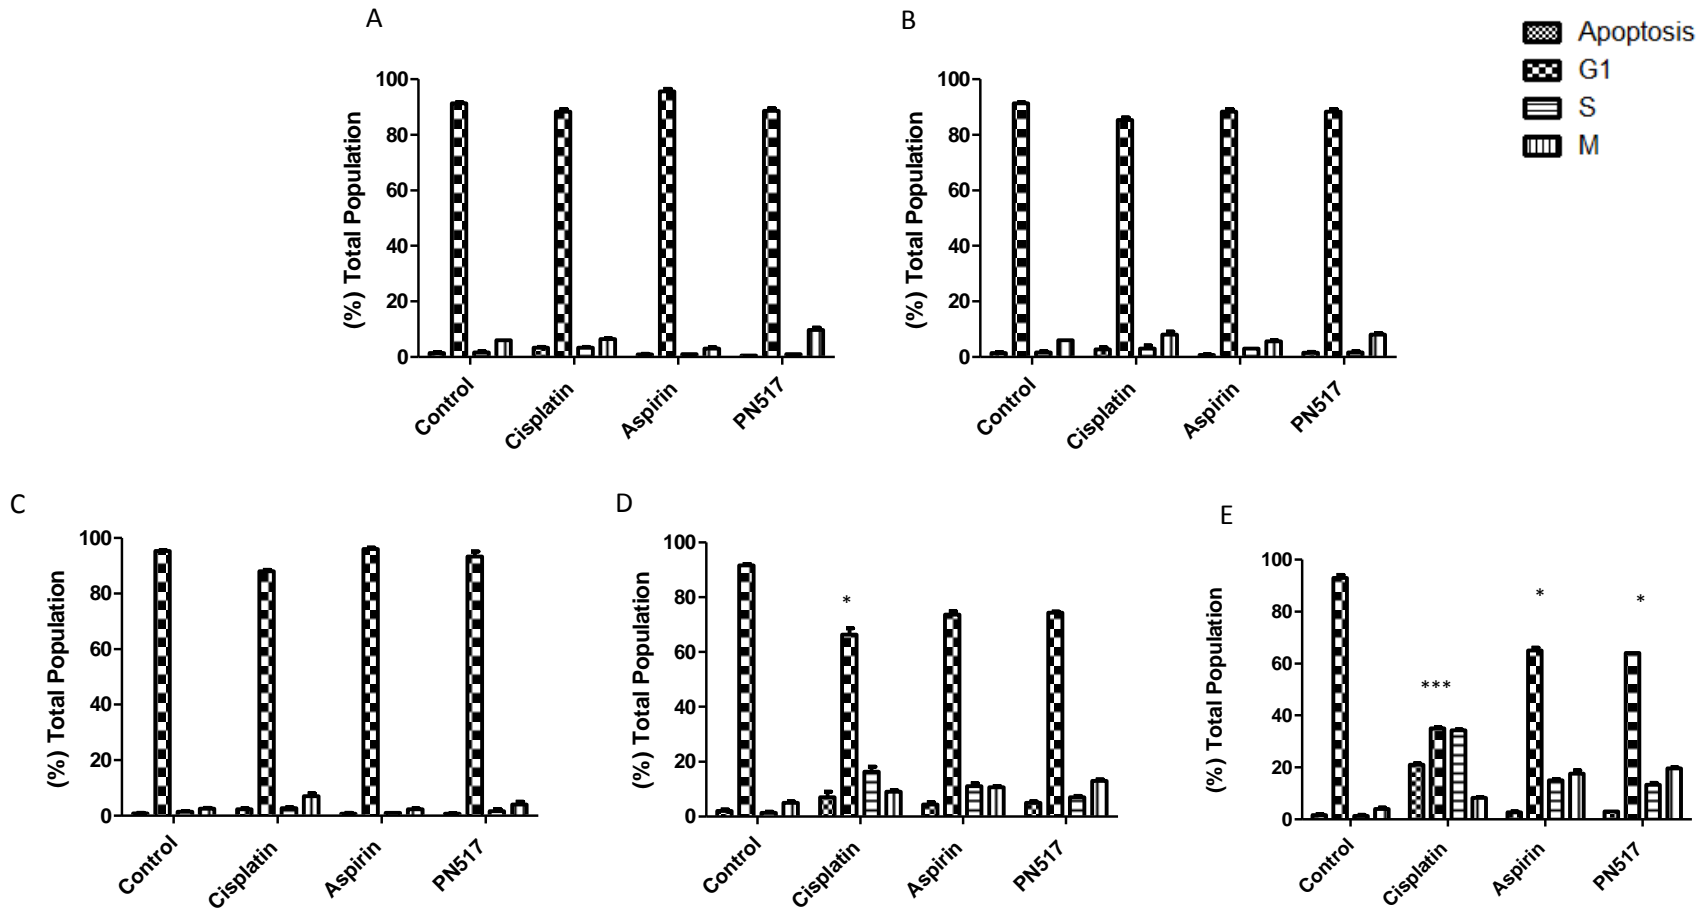 A
B
Apoptosis
G1
S
M
(%) Total Population
100
80
60
40
20
0
Control
Cisplatin
Aspirin
PN517
(%) Total Population
100
80
60
40
20
0
Control
Cisplatin
Aspirin
PN517
C
D
E
(%) Total Population
100
80
60
40
20
0
Control
Cisplatin
Aspirin
PN517
(%) Total Population
100
80
60
40
20
0
*
Control
Cisplatin
Aspirin
PN517
(%) Total Population
100
80
60
40
20
0
***
*
*
Control
Cisplatin
Aspirin
PN517